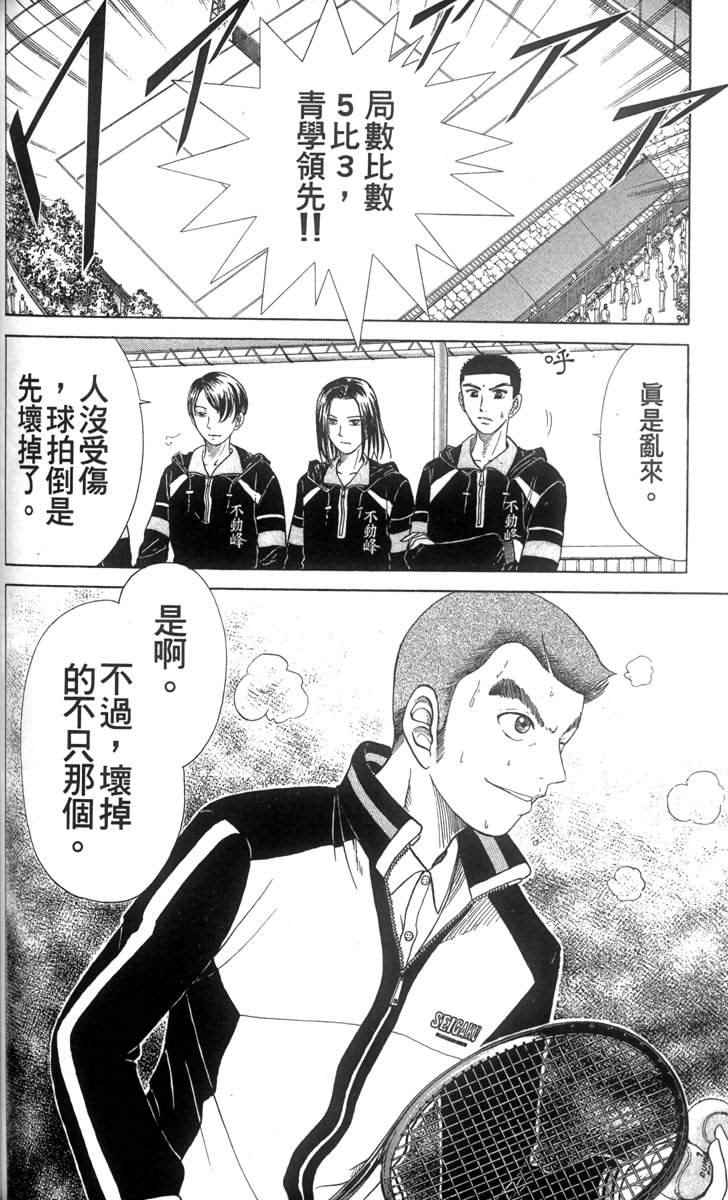 局數比數
５比３，
青學領先!!
呼
眞是亂來。
不動峰
不動峰
不動峰
人沒受傷
，球拍倒是
先壞掉了。
是啊。
不過，壞掉
的不只那個。
SEIGAKU